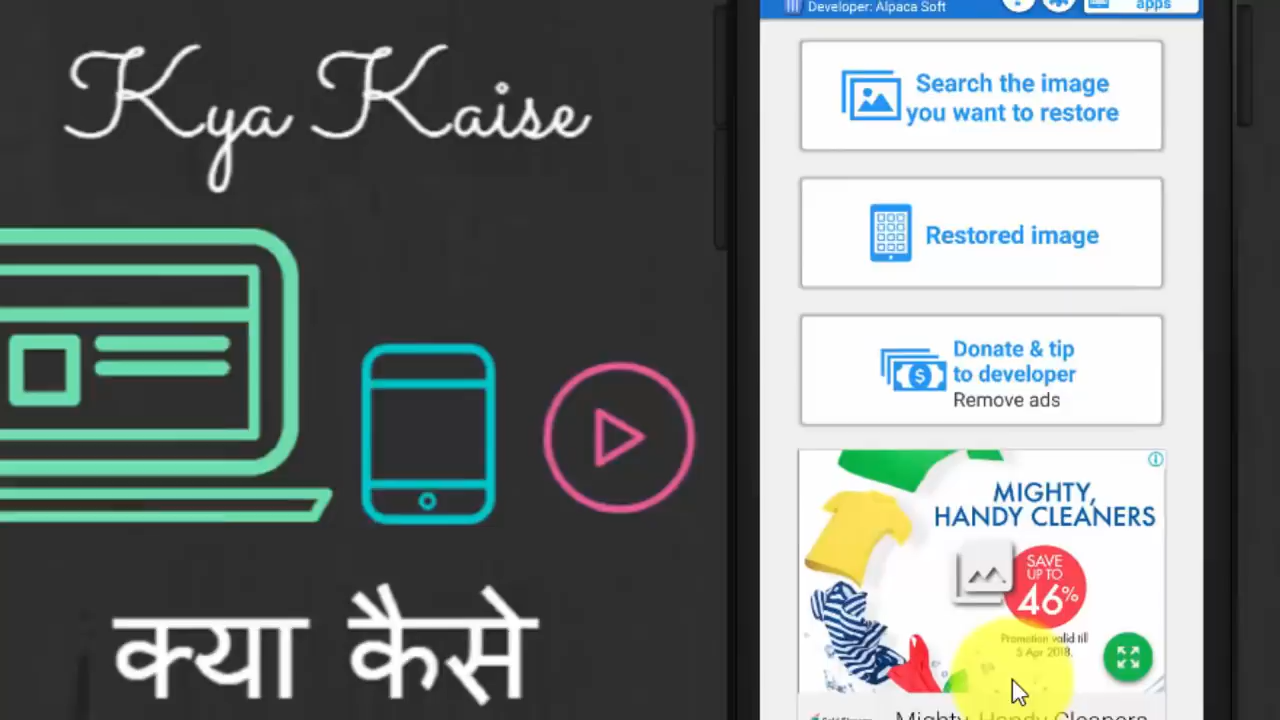 Kya Kaise
क्या कैसे
Developer: Alpaca Soft
apps
Search the image
you want to restore
Restored image
Donate & tip
to developer
Remove ads
MIGHTY,
HANDY CLEANERS
SAVE
UP TO
46%
Promotion valid till
5 Apr 2018.
Mighty, Handy Cleaners